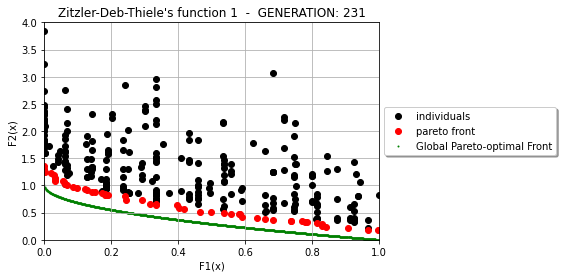 Zitzler-Deb-Thiele's function 1 - GENERATION: 231
4.0
3.5
3.0
2.5
2.0
1.5
1.0
0.5
0.0
F2(x)
0.0 0.2 0.4 0.6 0.8 1.0
F1(x)
individuals
pareto front
Global Pareto-optimal Front